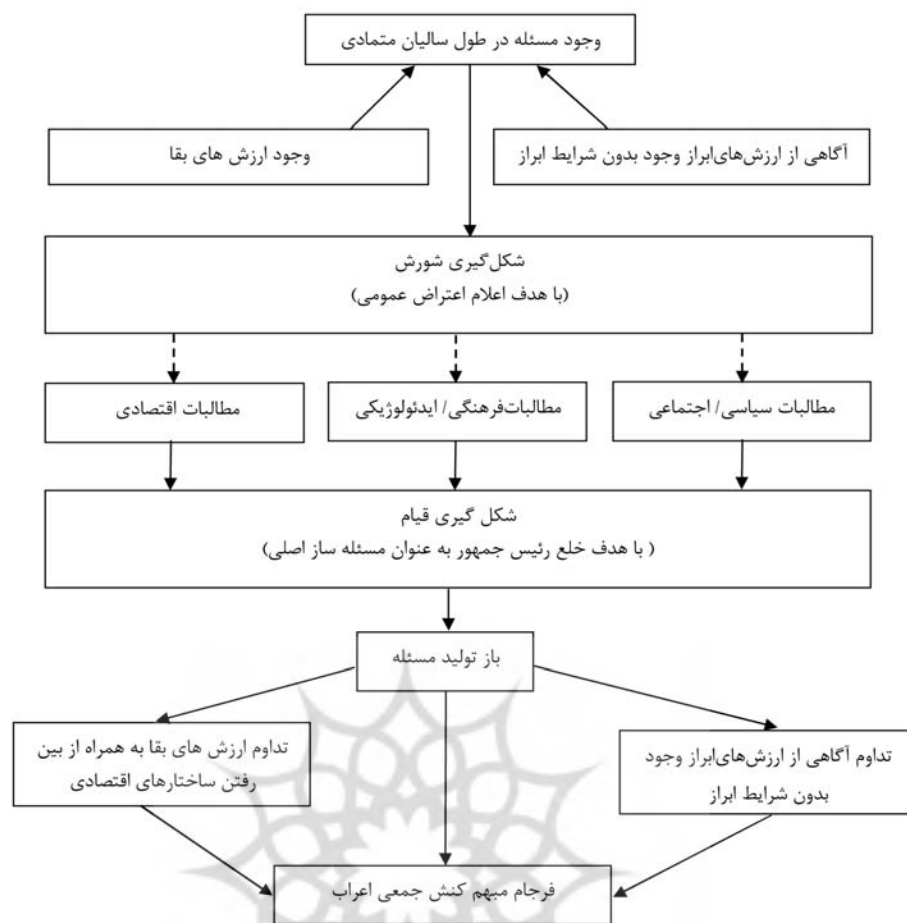 وجود مسئله در طول سالیان متمادی
آگاهی از ارزش‌های‌ابراز وجود بدون شرایط ابراز
وجود ارزش های بقا
شکل‌گیری شورش
(با هدف اعلام اعتراض عمومی)
مطالبات سیاسی/ اجتماعی
مطالبات‌فرهنگی/ ایدئولوژیکی
مطالبات اقتصادی
شکل گیری قیام
( با هدف خلع رئیس جمهور به عنوان مسئله ساز اصلی)
باز تولید مسئله
تداوم آگاهی از ارزش‌های‌ابراز وجود
بدون شرایط ابراز
تداوم ارزش های بقا به همراه از بین
رفتن ساختارهای اقتصادی
فرجام مبهم کنش جمعی اعراب